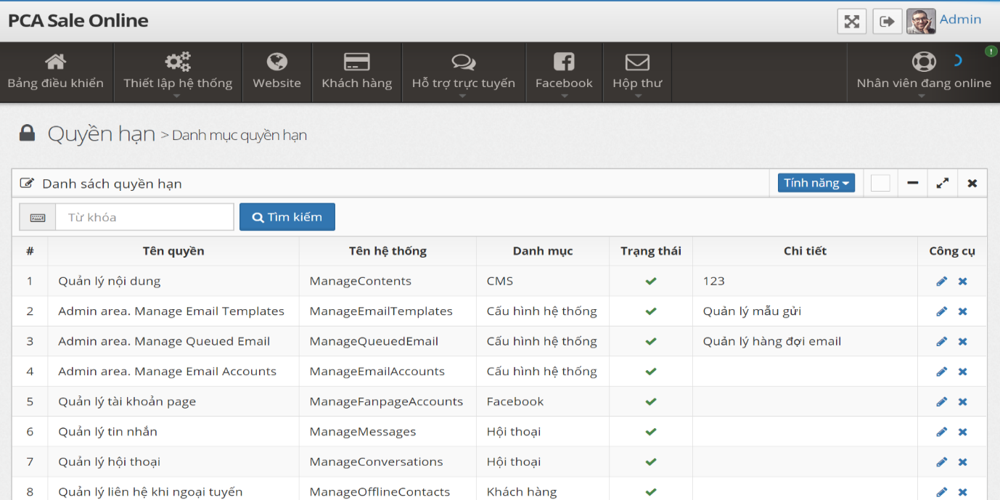 PCA Sale Online
Admin
Bảng điều khiển Thiết lập hệ thống Website Khách hàng Hỗ trợ trực tuyến Facebook Hộp thư Nhân viên đang online
Quyền hạn > Danh mục quyền hạn
Danh sách quyền hạn Tính năng
Từ khóa Tìm kiếm
# Tên quyền Tên hệ thống Danh mục Trạng thái Chi tiết Công cụ
1 Quản lý nội dung ManageContents CMS 123
2 Admin area. Manage Email Templates ManageEmailTemplates Cấu hình hệ thống Quản lý mẫu gửi
3 Admin area. Manage Queued Email ManageQueuedEmail Cấu hình hệ thống Quản lý hàng đợi email
4 Admin area. Manage Email Accounts ManageEmailAccounts Cấu hình hệ thống
5 Quản lý tài khoản page ManageFanpageAccounts Facebook
6 Quản lý tin nhắn ManageMessages Hội thoại
7 Quản lý hội thoại ManageConversations Hội thoại
8 Quản lý liên hệ khi ngoại tuyến ManageOfflineContacts Khách hàng